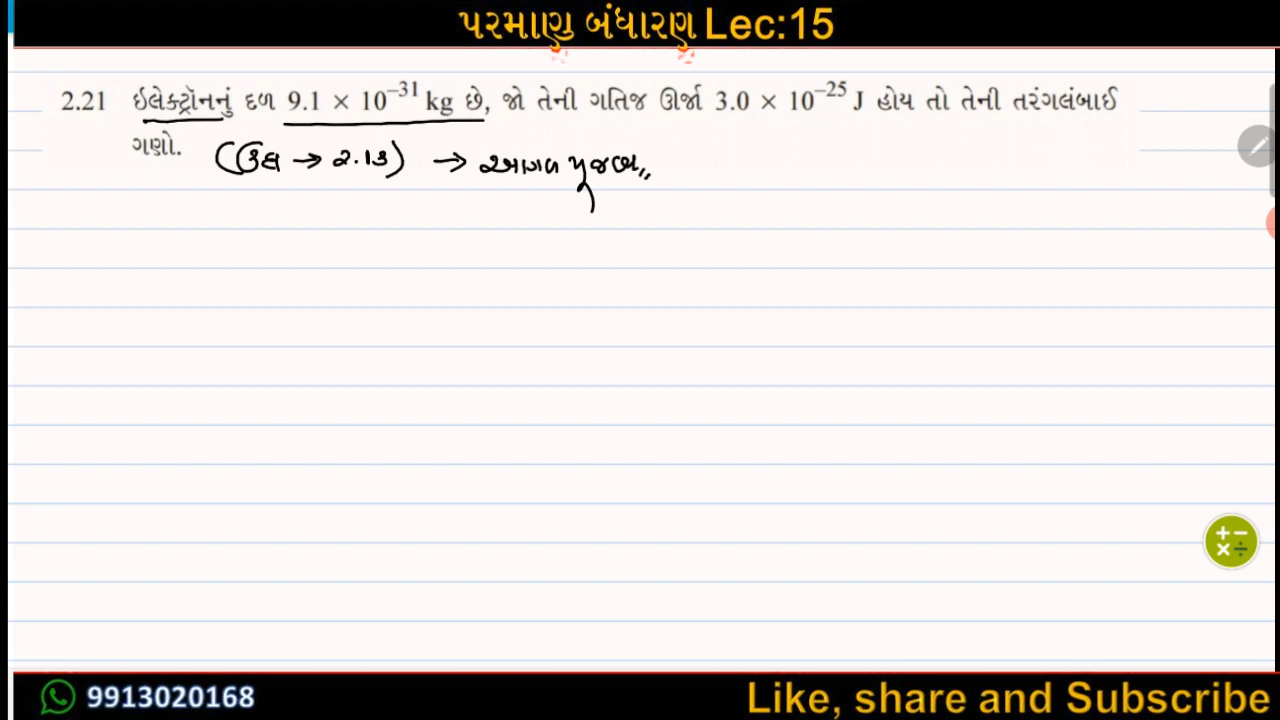 પરમાણુ બંધારણ Lec:15
2.21 ઇલેક્ટ્રૉનનું દળ 9.1 × 10⁻³¹ kg છે, જો તેની ગતિજ ઊર્જા 3.0 × 10⁻²⁵ J હોય તો તેની તરંગલંબાઈ
ગણો. (ઉદા → 2.13) → આગળ મુજબ,,
9913020168
Like, share and Subscribe